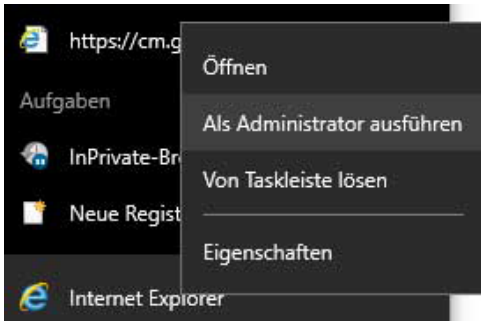 https://cm.g
Öffnen
Aufgaben
Als Administrator ausführen
InPrivate-Br
Von Taskleiste lösen
Neue Regist
Eigenschaften
Internet Explorer